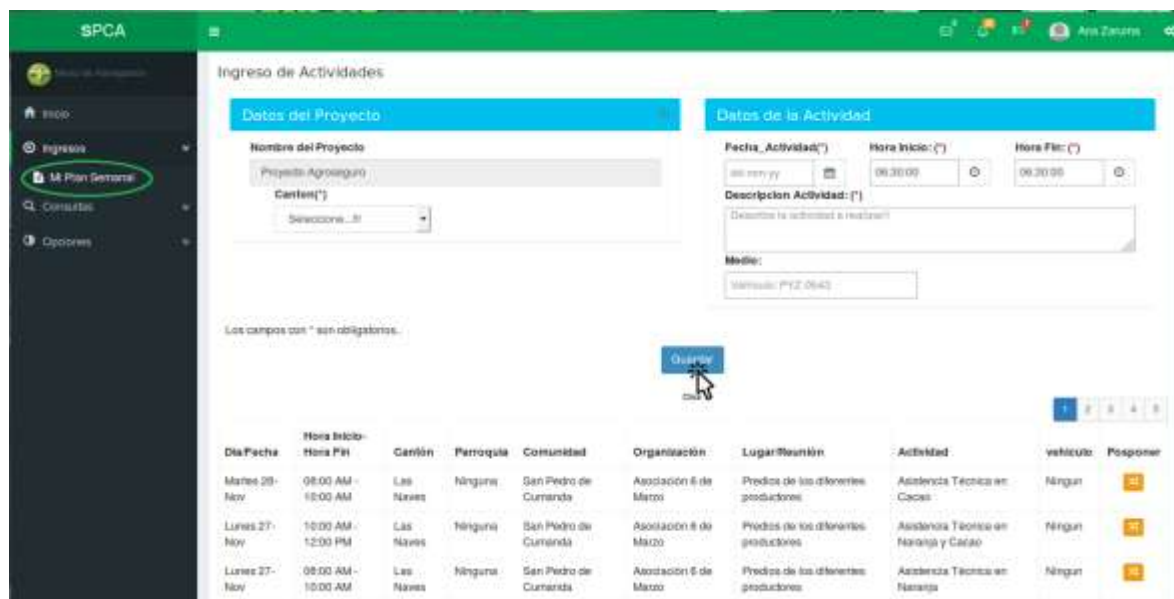 SPCA
Ana Zaruma
Ingreso de Actividades
Inicio
Ingresos
Mi Plan Semanal
Consultas
Opciones
Datos del Proyecto
Nombre del Proyecto
Proyecto Agroseguro
Canton(*)
Seleccione...!!
Datos de la Actividad
Fecha_Actividad(*) Hora Inicio: (*) Hora Fin: (*)
06:30:00 06:30:00
Descripcion Actividad: (*)
Describa la actividad a realizar!!
Medio:
Los campos con * son obligatorios.
Guardar
1 2 3 4 5
Dia/Fecha Hora Inicio-Hora Fin Cantón Parroquia Comunidad Organización Lugar/Reunión Actividad vehículo Posponer
Martes 28-Nov 08:00 AM - 10:00 AM Las Naves Ninguna San Pedro de Cumanda Asociación 6 de Marzo Predios de los diferentes productores Asistencia Técnica en Cacao Ningun
Lunes 27-Nov 10:00 AM - 12:00 PM Las Naves Ninguna San Pedro de Cumanda Asociación 6 de Marzo Predios de los diferentes productores Asistencia Técnica en Naranja y Cacao Ningun
Lunes 27-Nov 08:00 AM - 10:00 AM Las Naves Ninguna San Pedro de Cumanda Asociación 6 de Marzo Predios de los diferentes productores Asistencia Técnica en Naranja Ningun